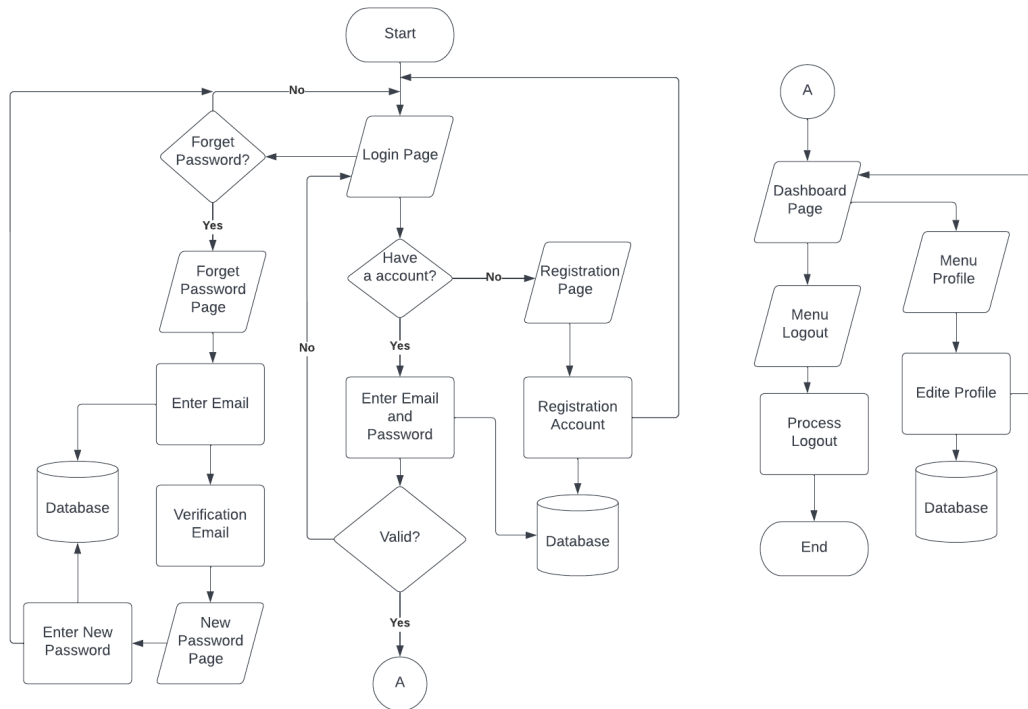 Start
No
A
Forget
Password?
Login Page
Dashboard
Page
Yes
Forget
Password
Page
Have
a account?
No
Registration
Page
Menu
Profile
Menu
Logout
No
Yes
Enter Email
Enter Email
and
Password
Registration
Account
Edite Profile
Process
Logout
Database
Verification
Email
Valid?
Database
Database
End
Enter New
Password
New
Password
Page
Yes
A